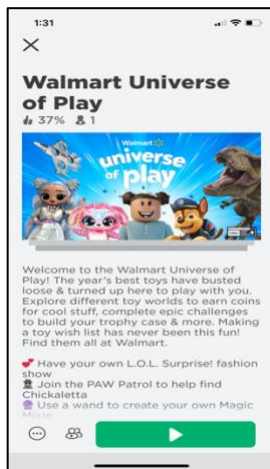 1:31
Walmart Universe
of Play
37% 1
Walmart
universe
of play
Welcome to the Walmart Universe of
Play! The year's best toys have busted
loose & turned up here to play with you.
Explore different toy worlds to earn coins
for cool stuff, complete epic challenges
to build your trophy case & more. Making
a toy wish list has never been this fun!
Find them all at Walmart.
💕 Have your own L.O.L. Surprise! fashion
show
Join the PAW Patrol to help find
Chickaletta
🔮 Use a wand to create your own Magic